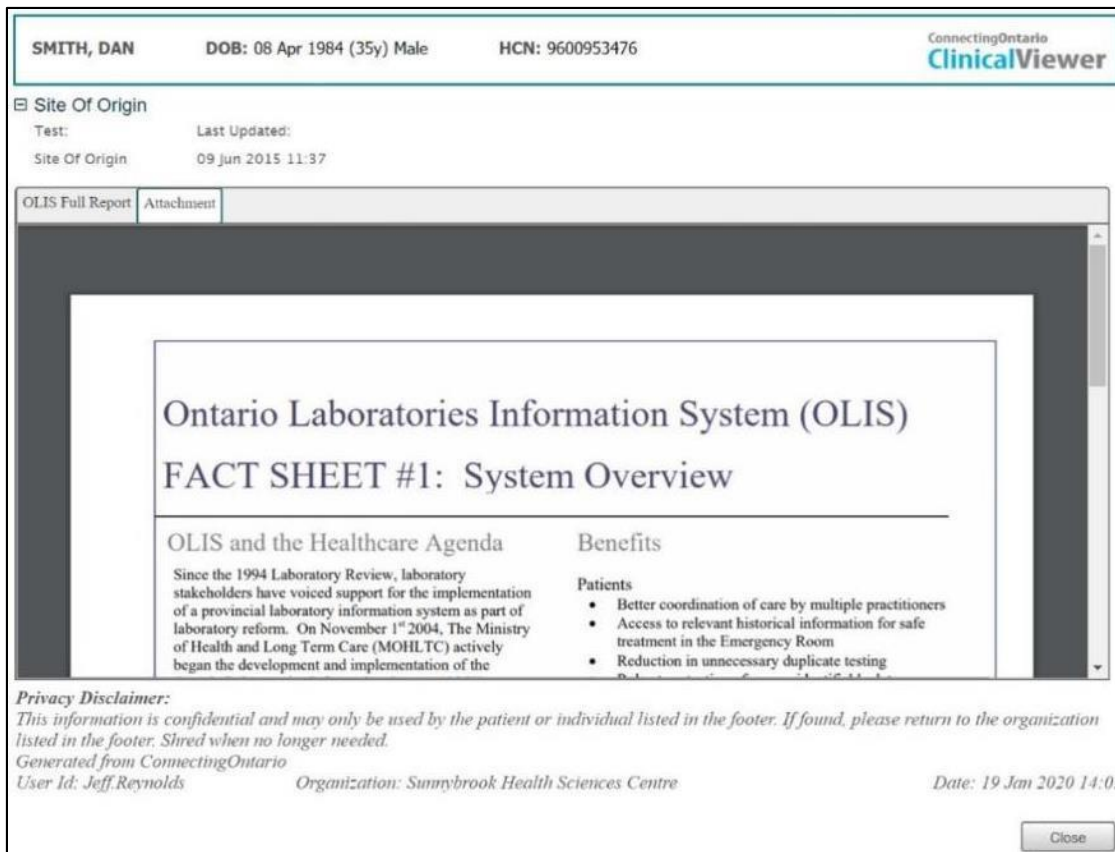 SMITH, DAN DOB: 08 Apr 1984 (35y) Male HCN: 9600953476
ConnectingOntario
ClinicalViewer
Site Of Origin
Test: Last Updated:
Site Of Origin 09 Jun 2015 11:37
OLIS Full Report Attachment
Ontario Laboratories Information System (OLIS)
FACT SHEET #1: System Overview
OLIS and the Healthcare Agenda
Since the 1994 Laboratory Review, laboratory
stakeholders have voiced support for the implementation
of a provincial laboratory information system as part of
laboratory reform. On November 1st 2004, The Ministry
of Health and Long Term Care (MOHLTC) actively
began the development and implementation of the
Benefits
Patients
• Better coordination of care by multiple practitioners
• Access to relevant historical information for safe
treatment in the Emergency Room
• Reduction in unnecessary duplicate testing
Privacy Disclaimer:
This information is confidential and may only be used by the patient or individual listed in the footer. If found, please return to the organization
listed in the footer. Shred when no longer needed.
Generated from ConnectingOntario
User Id: Jeff.Reynolds Organization: Sunnybrook Health Sciences Centre Date: 19 Jan 2020 14:0
Close